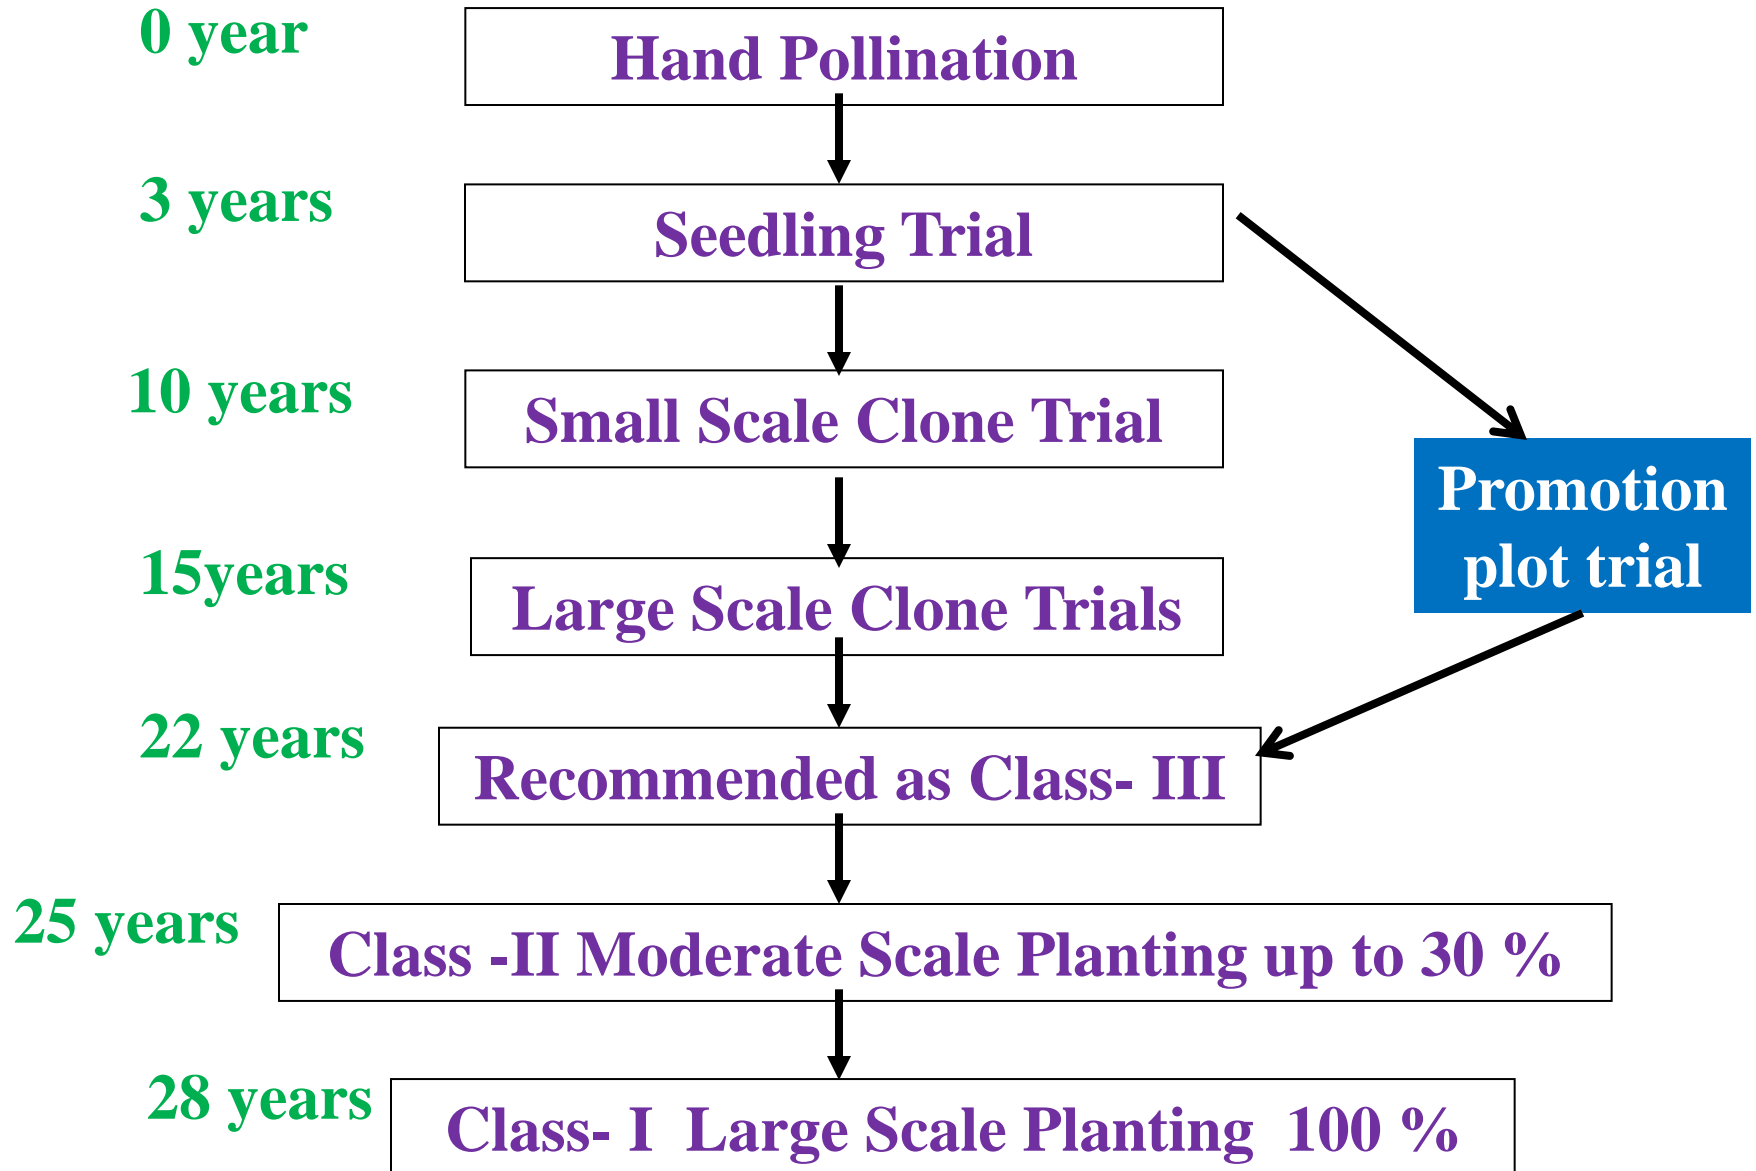 0 year
Hand Pollination
3 years
Seedling Trial
10 years
Small Scale Clone Trial
Promotion
plot trial
15years
Large Scale Clone Trials
22 years
Recommended as Class- III
25 years
Class -II Moderate Scale Planting up to 30 %
28 years
Class- I Large Scale Planting 100 %